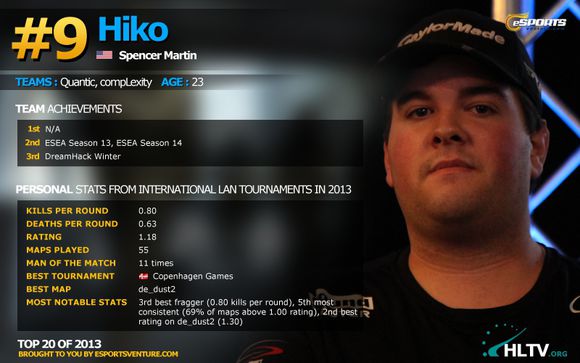 #9 Hiko
Spencer Martin
TEAMS : Quantic, compLexity AGE : 23
TEAM ACHIEVEMENTS
1st N/A
2nd ESEA Season 13, ESEA Season 14
3rd DreamHack Winter
PERSONAL STATS FROM INTERNATIONAL LAN TOURNAMENTS IN 2013
KILLS PER ROUND 0.80
DEATHS PER ROUND 0.63
RATING 1.18
MAPS PLAYED 55
MAN OF THE MATCH 11 times
BEST TOURNAMENT Copenhagen Games
BEST MAP de_dust2
MOST NOTABLE STATS 3rd best fragger (0.80 kills per round), 5th most
consistent (69% of maps above 1.00 rating), 2nd best
rating on de_dust2 (1.30)
TOP 20 OF 2013
BROUGHT TO YOU BY ESPORTSVENTURE.COM
eSPORTS
TaylorMade
HLTV.ORG